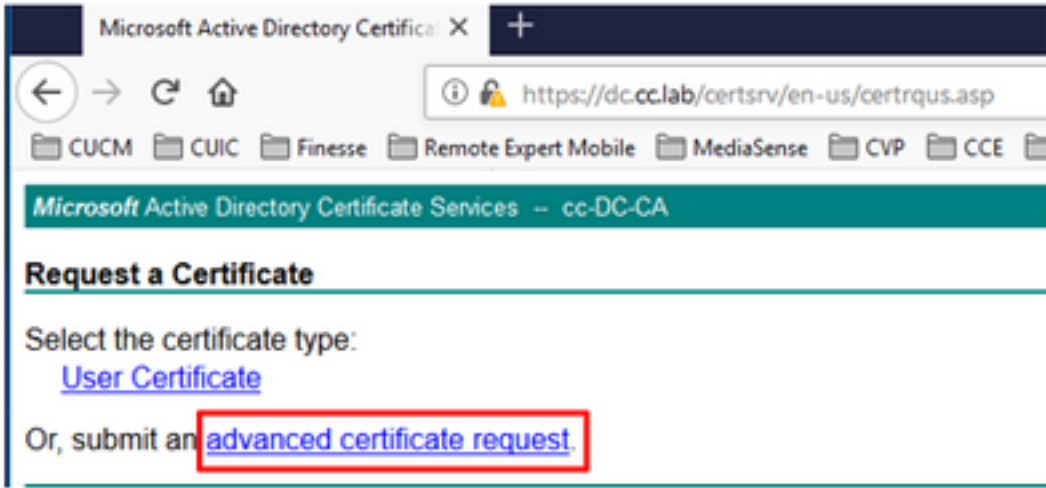 Microsoft Active Directory Certifica
https://dc.cc.lab/certsrv/en-us/certrqus.asp
CUCM CUIC Finesse Remote Expert Mobile MediaSense CVP CCE
Microsoft Active Directory Certificate Services -- cc-DC-CA
Request a Certificate
Select the certificate type:
User Certificate
Or, submit an advanced certificate request.